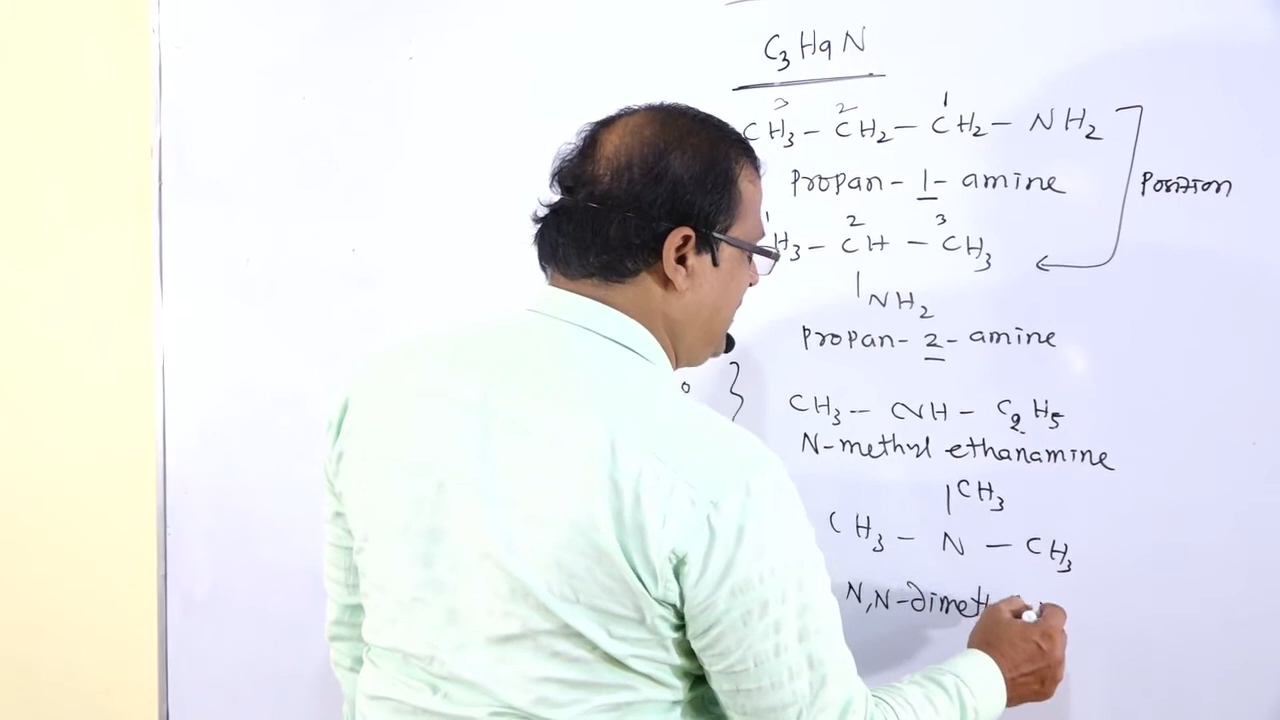 C3H9N
3 2 1
CH3 - CH2 - CH2 - NH2
Propan - 1 - amine
Position
1 2 3
H3 - CH - CH3
NH2
Propan - 2 - amine
}
CH3 - NH - C2H5
N-methyl ethanamine
CH3
CH3 - N - CH3
N,N-dimeth